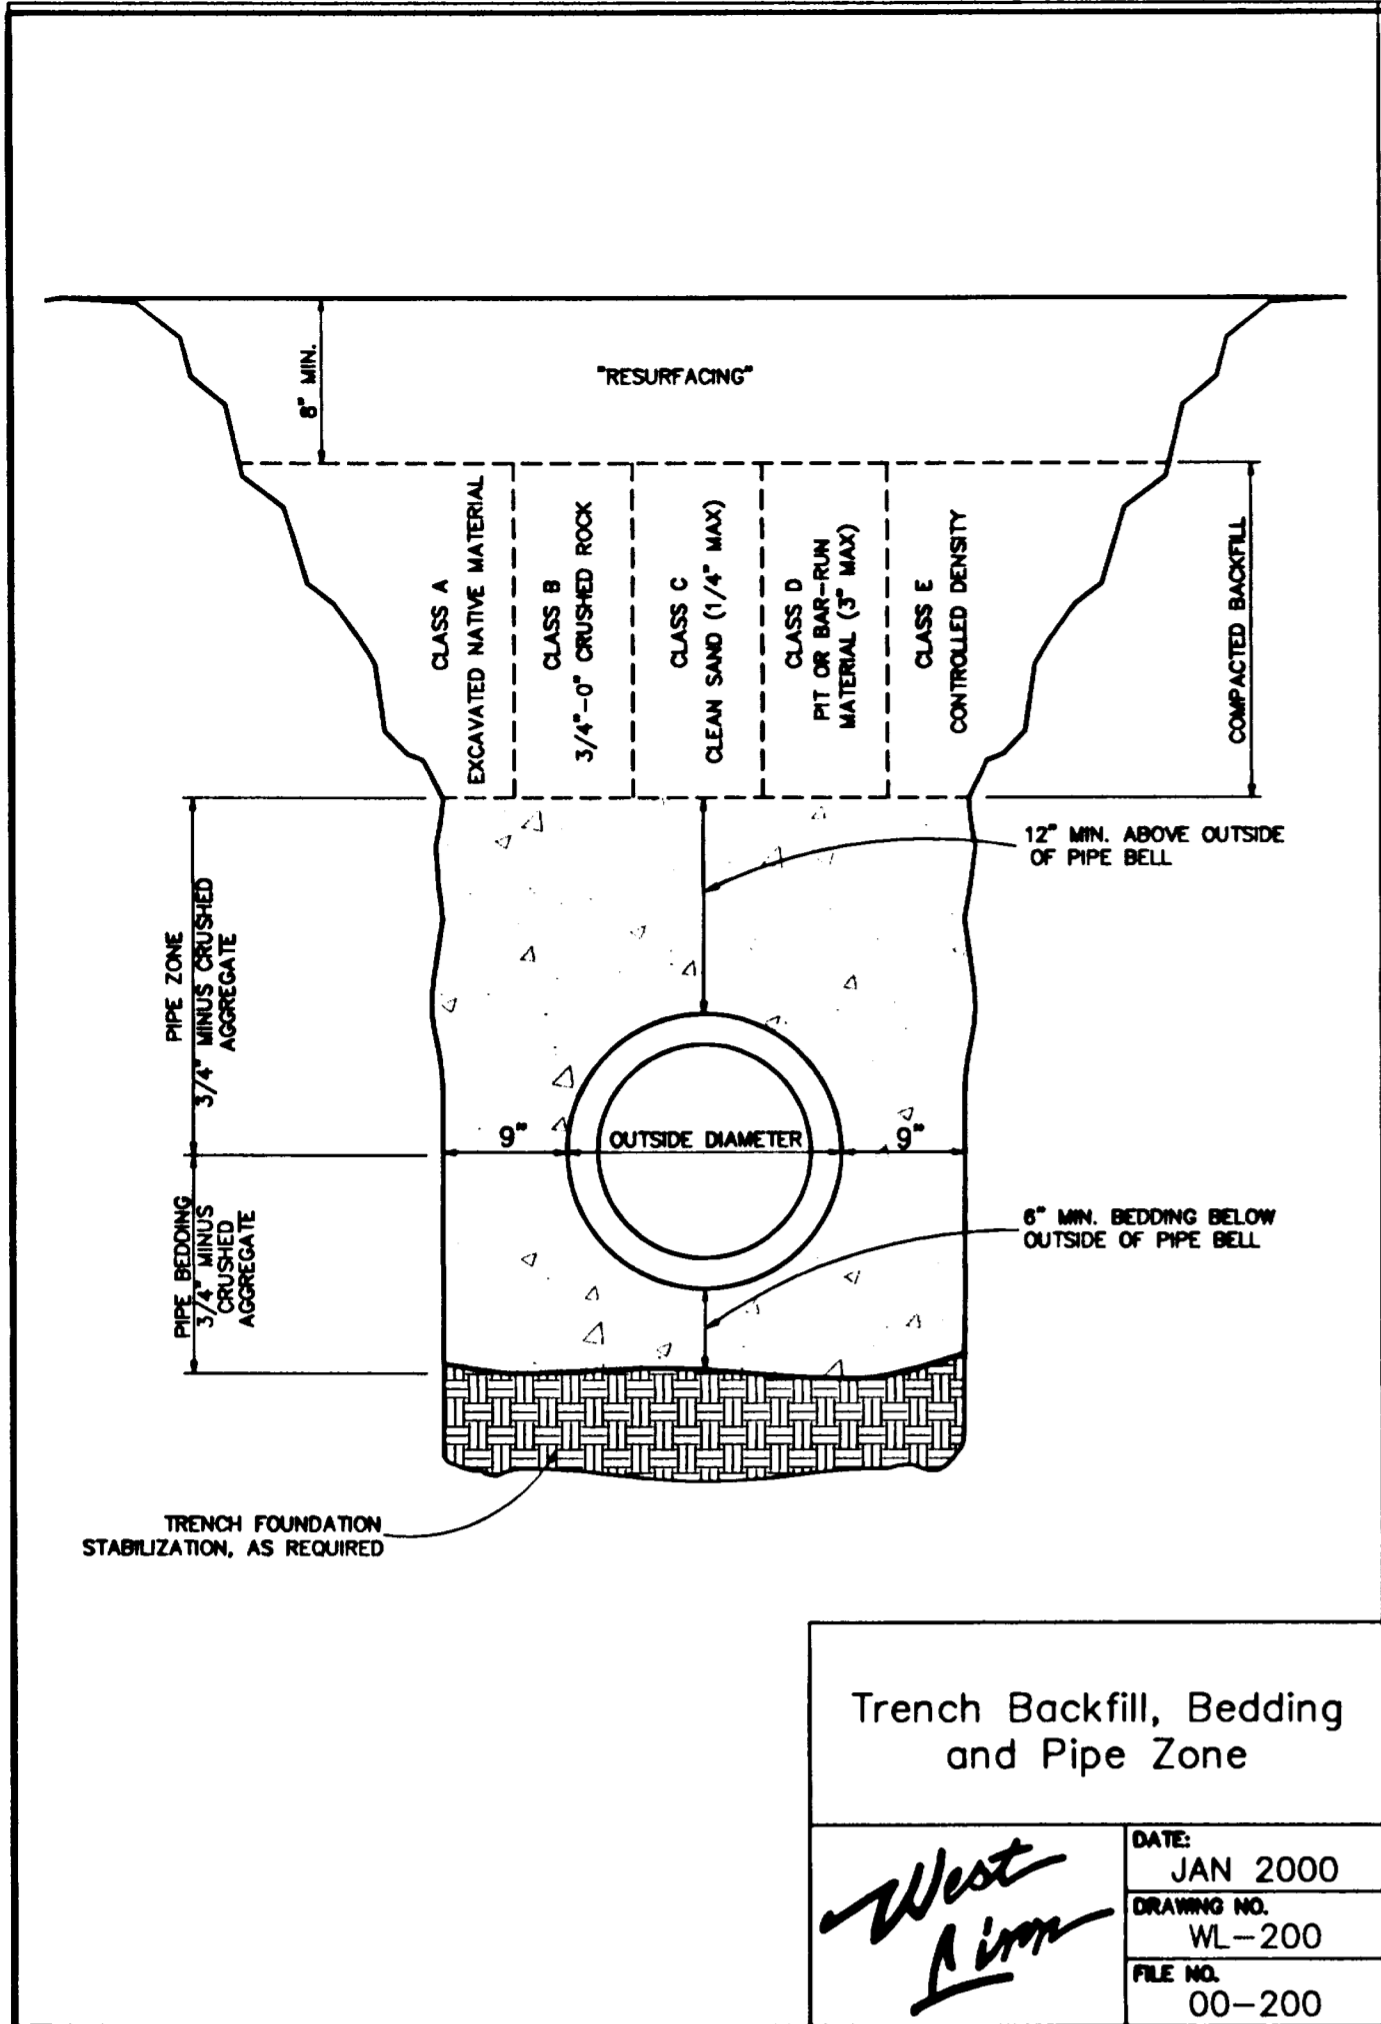 8" MIN.
"RESURFACING"
CLASS A
EXCAVATED NATIVE MATERIAL
CLASS B
3/4"-0" CRUSHED ROCK
CLASS C
CLEAN SAND (1/4" MAX)
CLASS D
PIT OR BAR-RUN
MATERIAL (3" MAX)
CLASS E
CONTROLLED DENSITY
COMPACTED BACKFILL
12" MIN. ABOVE OUTSIDE
OF PIPE BELL
PIPE ZONE
3/4" MINUS CRUSHED
AGGREGATE
9"
OUTSIDE DIAMETER
9"
PIPE BEDDING
3/4" MINUS
CRUSHED
AGGREGATE
6" MIN. BEDDING BELOW
OUTSIDE OF PIPE BELL
TRENCH FOUNDATION
STABILIZATION, AS REQUIRED
Trench Backfill, Bedding
and Pipe Zone
West
Linn
DATE:
JAN 2000
DRAWING NO.
WL-200
FILE NO.
00-200